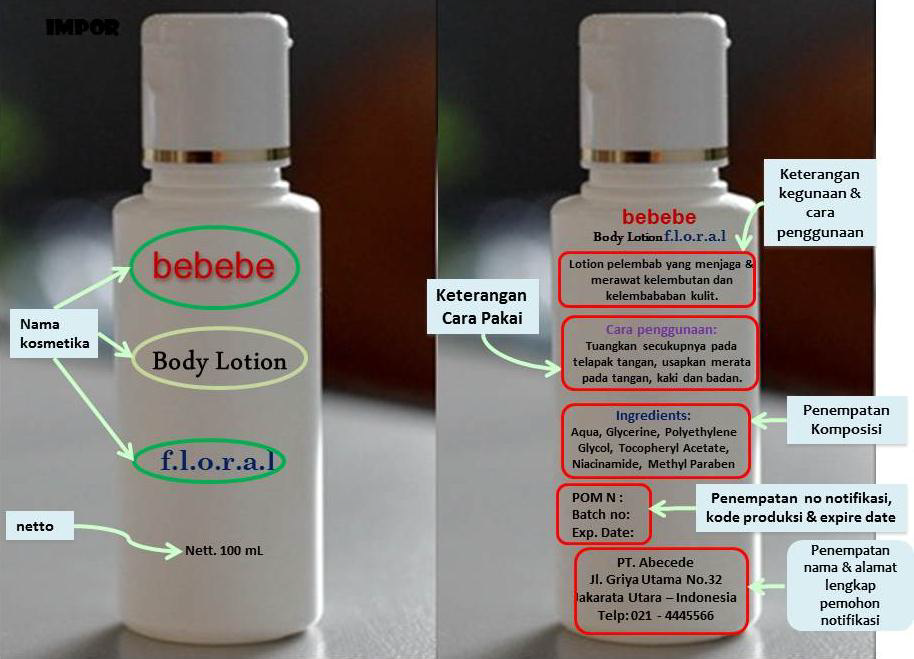 IMPOR
bebebe
Nama
kosmetika
Body Lotion
f.l.o.r.a.l
netto
Nett. 100 mL
Keterangan
kegunaan &
cara
penggunaan
bebebe
Body Lotion f.l.o.r.a.l
Lotion pelembab yang menjaga &
merawat kelembutan dan
kelembababan kulit.
Keterangan
Cara Pakai
Cara penggunaan:
Tuangkan secukupnya pada
telapak tangan, usapkan merata
pada tangan, kaki dan badan.
Ingredients:
Aqua, Glycerine, Polyethylene
Glycol, Tocopheryl Acetate,
Niacinamide, Methyl Paraben
Penempatan
Komposisi
POM N :
Batch no:
Exp. Date:
Penempatan no notifikasi,
kode produksi & expire date
PT. Abecede
Jl. Griya Utama No.32
Jakarata Utara – Indonesia
Telp: 021 - 4445566
Penempatan
nama & alamat
lengkap
pemohon
notifikasi